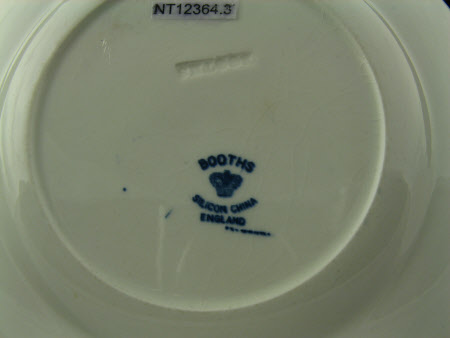 NT12364.3
BOOTHS
SILICON CHINA
ENGLAND